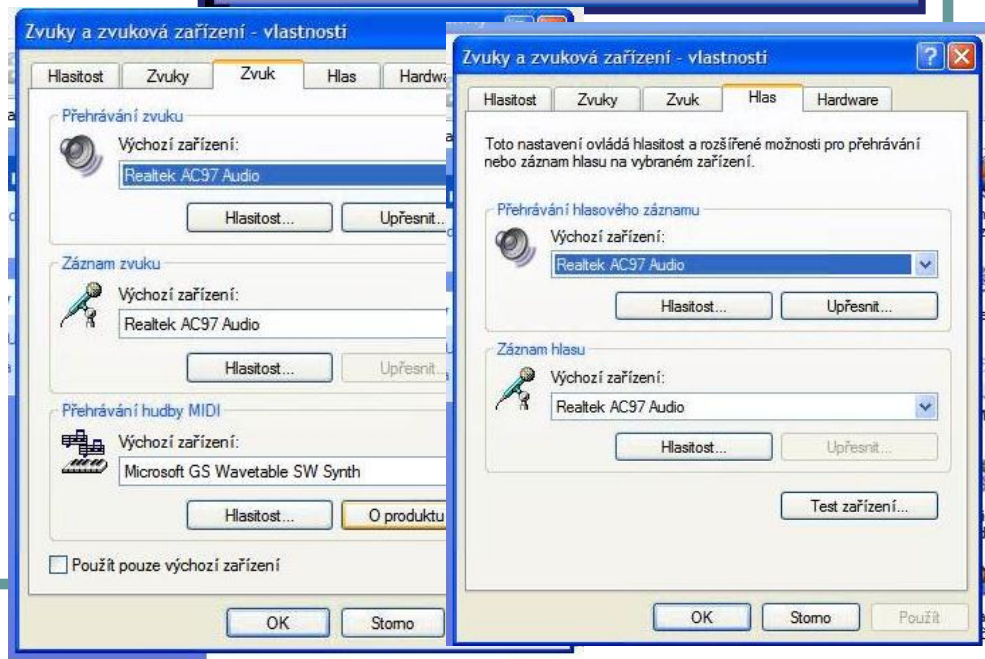 Zvuky a zvuková zařízení - vlastnosti
Hlasitost Zvuky Zvuk Hlas Hardwa
Přehrávání zvuku
Výchozí zařízení:
Realtek AC97 Audio
Hlasitost... Upřesnit..
Záznam zvuku
Výchozí zařízení:
Realtek AC97 Audio
Hlasitost... Upřesnit...
Přehrávání hudby MIDI
Výchozí zařízení:
Microsoft GS Wavetable SW Synth
Hlasitost... O produktu
Použít pouze výchozí zařízení
OK Storno
Zvuky a zvuková zařízení - vlastnosti
Hlasitost Zvuky Zvuk Hlas Hardware
Toto nastavení ovládá hlasitost a rozšířené možnosti pro přehrávání
nebo záznam hlasu na vybraném zařízení.
Přehrávání hlasového záznamu
Výchozí zařízení:
Realtek AC97 Audio
Hlasitost... Upřesnit...
Záznam hlasu
Výchozí zařízení:
Realtek AC97 Audio
Hlasitost... Upřesnit...
Test zařízení...
OK Storno Použít